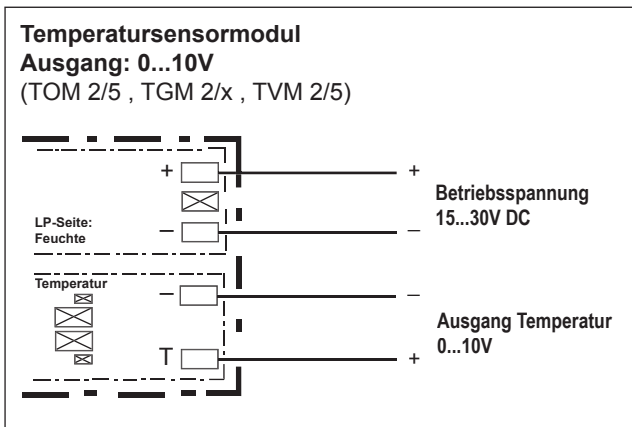 Temperatursensormodul
Ausgang: 0...10V
(TOM 2/5 , TGM 2/x , TVM 2/5)
+ +
Betriebsspannung
15...30V DC
LP-Seite:
Feuchte
– –
Temperatur
– –
Ausgang Temperatur
0...10V
T +